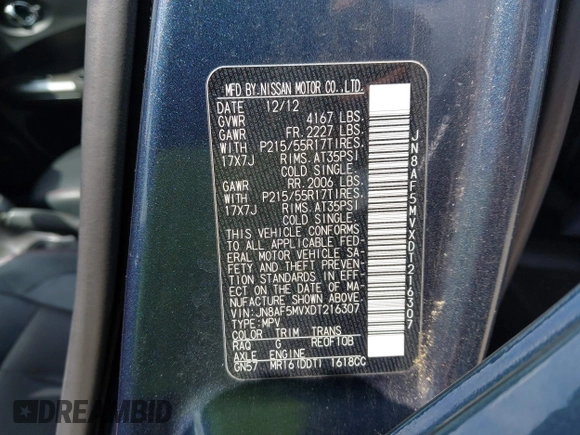 MFD BY NISSAN MOTOR CO.,LTD.
DATE 12/12
GVWR 4167 LBS.
GAWR FR. 2227 LBS.
WITH P215/55R17TIRES.
17X7J RIMS. AT35PSI
COLD SINGLE.
GAWR RR. 2006 LBS.
WITH P215/55R17TIRES.
17X7J RIMS. AT35PSI
COLD SINGLE.
THIS VEHICLE CONFORMS
TO ALL APPLICABLE FED-
ERAL MOTOR VEHICLE SA-
FETY AND THEFT PREVEN-
TION STANDARDS IN EFF-
ECT ON THE DATE OF MA-
NUFACTURE SHOWN ABOVE.
VIN:JN8AF5MVXDT216307
TYPE:MPV
COLOR TRIM TRANS
RAQ G RE0F10B
AXLE ENGINE
GN57 MR16(DDT) 1618CC
JN8AF5MVXDT216307
DREAMBID